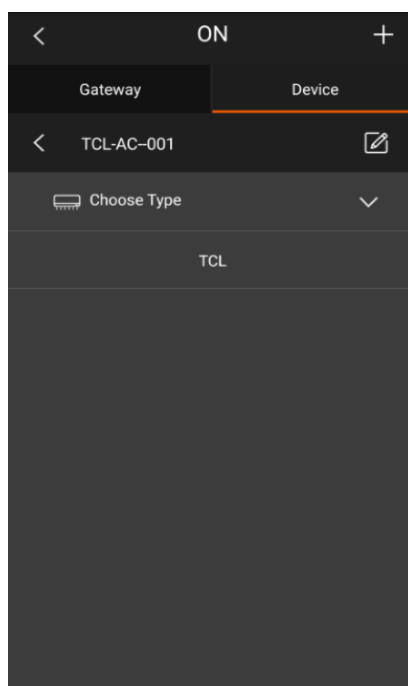 ON
Gateway Device
TCL-AC--001
Choose Type
TCL